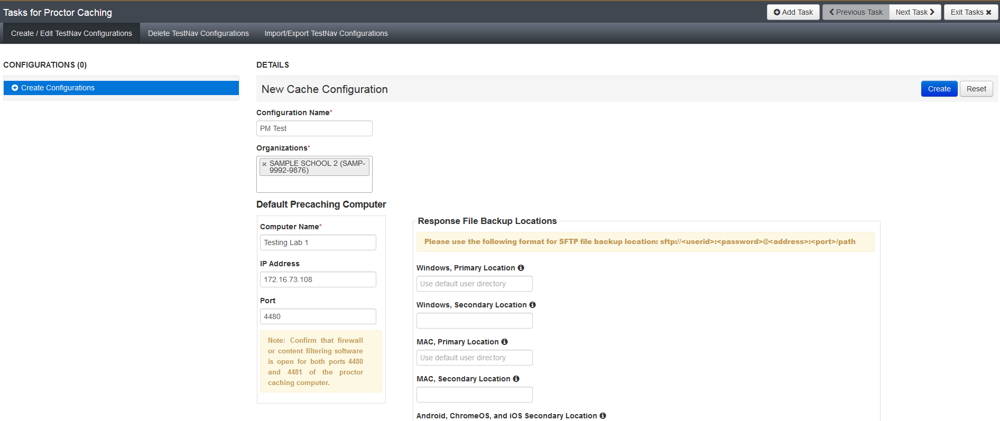 Tasks for Proctor Caching
Add Task
Previous Task
Next Task
Exit Tasks
Create / Edit TestNav Configurations
Delete TestNav Configurations
Import/Export TestNav Configurations
CONFIGURATIONS (0)
Create Configurations
DETAILS
New Cache Configuration
Create
Reset
Configuration Name*
PM Test
Organizations*
SAMPLE SCHOOL 2 (SAMP-
9992-9876)
Default Precaching Computer
Computer Name*
Testing Lab 1
IP Address
172.16.73.108
Port
4480
Note: Confirm that firewall
or content filtering software
is open for both ports 4480
and 4481 of the proctor
caching computer.
Response File Backup Locations
Please use the following format for SFTP file backup location: sftp://<userid>:<password>@<address>:<port>/path
Windows, Primary Location
Use default user directory
Windows, Secondary Location
MAC, Primary Location
Use default user directory
MAC, Secondary Location
Android, ChromeOS, and iOS Secondary Location